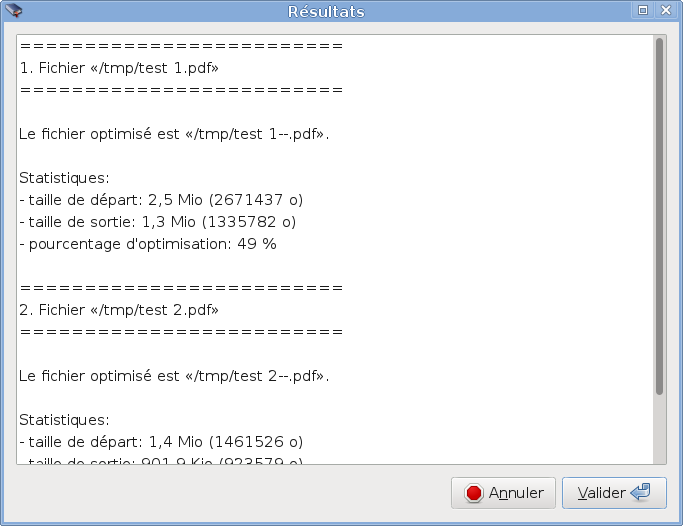 Résultats
=========================
1. Fichier «/tmp/test 1.pdf»
=========================
Le fichier optimisé est «/tmp/test 1--.pdf».
Statistiques:
- taille de départ: 2,5 Mio (2671437 o)
- taille de sortie: 1,3 Mio (1335782 o)
- pourcentage d'optimisation: 49 %
=========================
2. Fichier «/tmp/test 2.pdf»
=========================
Le fichier optimisé est «/tmp/test 2--.pdf».
Statistiques:
- taille de départ: 1,4 Mio (1461526 o)
- taille de sortie: 901,9 Kio (923579 o)
Annuler
Valider